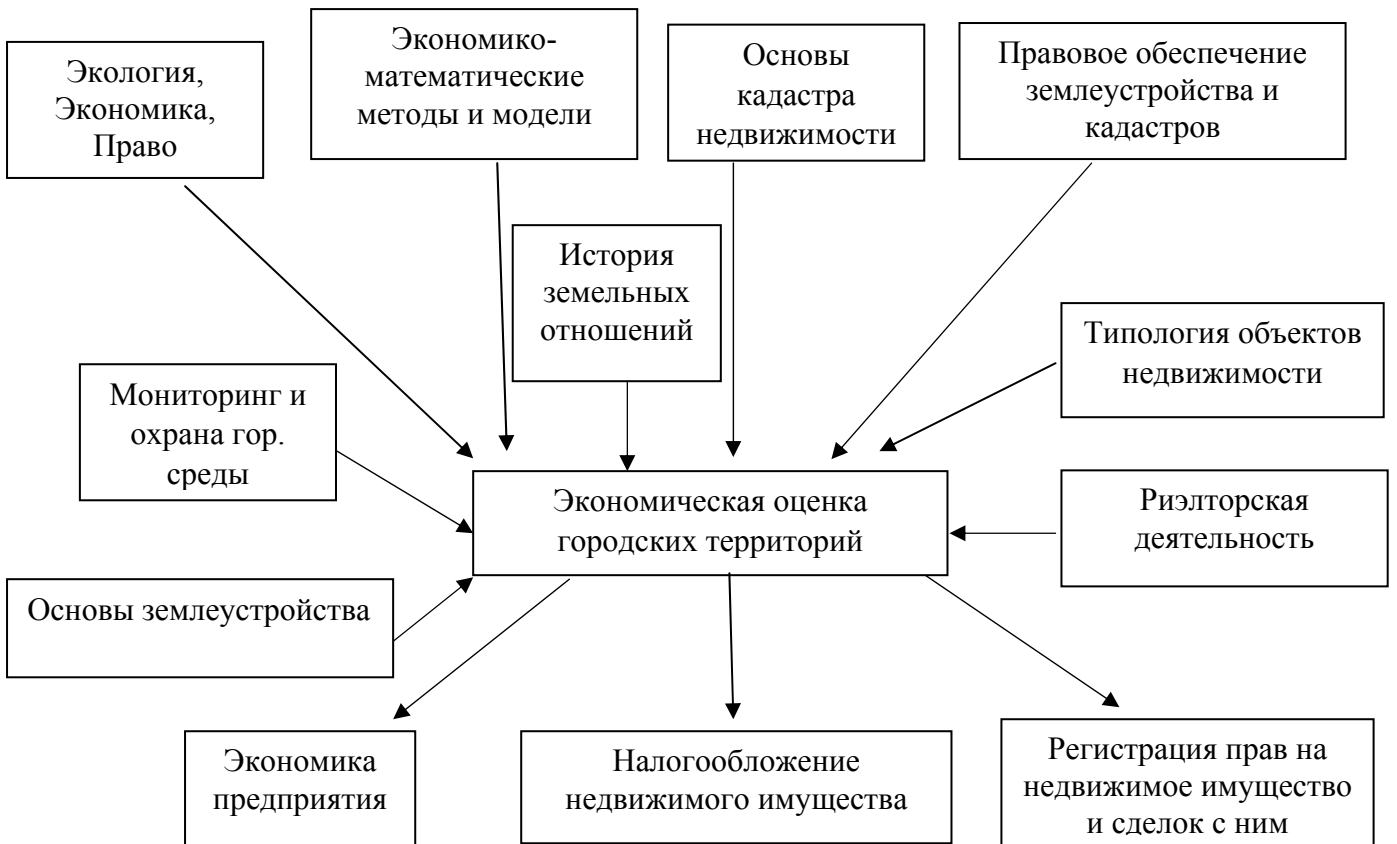 Экология,
Экономика,
Право
Экономико-
математические
методы и модели
Основы
кадастра
недвижимости
Правовое обеспечение
землеустройства и
кадастров
История
земельных
отношений
Типология объектов
недвижимости
Мониторинг и
охрана гор.
среды
Экономическая оценка
городских территорий
Риэлторская
деятельность
Основы землеустройства
Экономика
предприятия
Налогообложение
недвижимого имущества
Регистрация прав на
недвижимое имущество
и сделок с ним